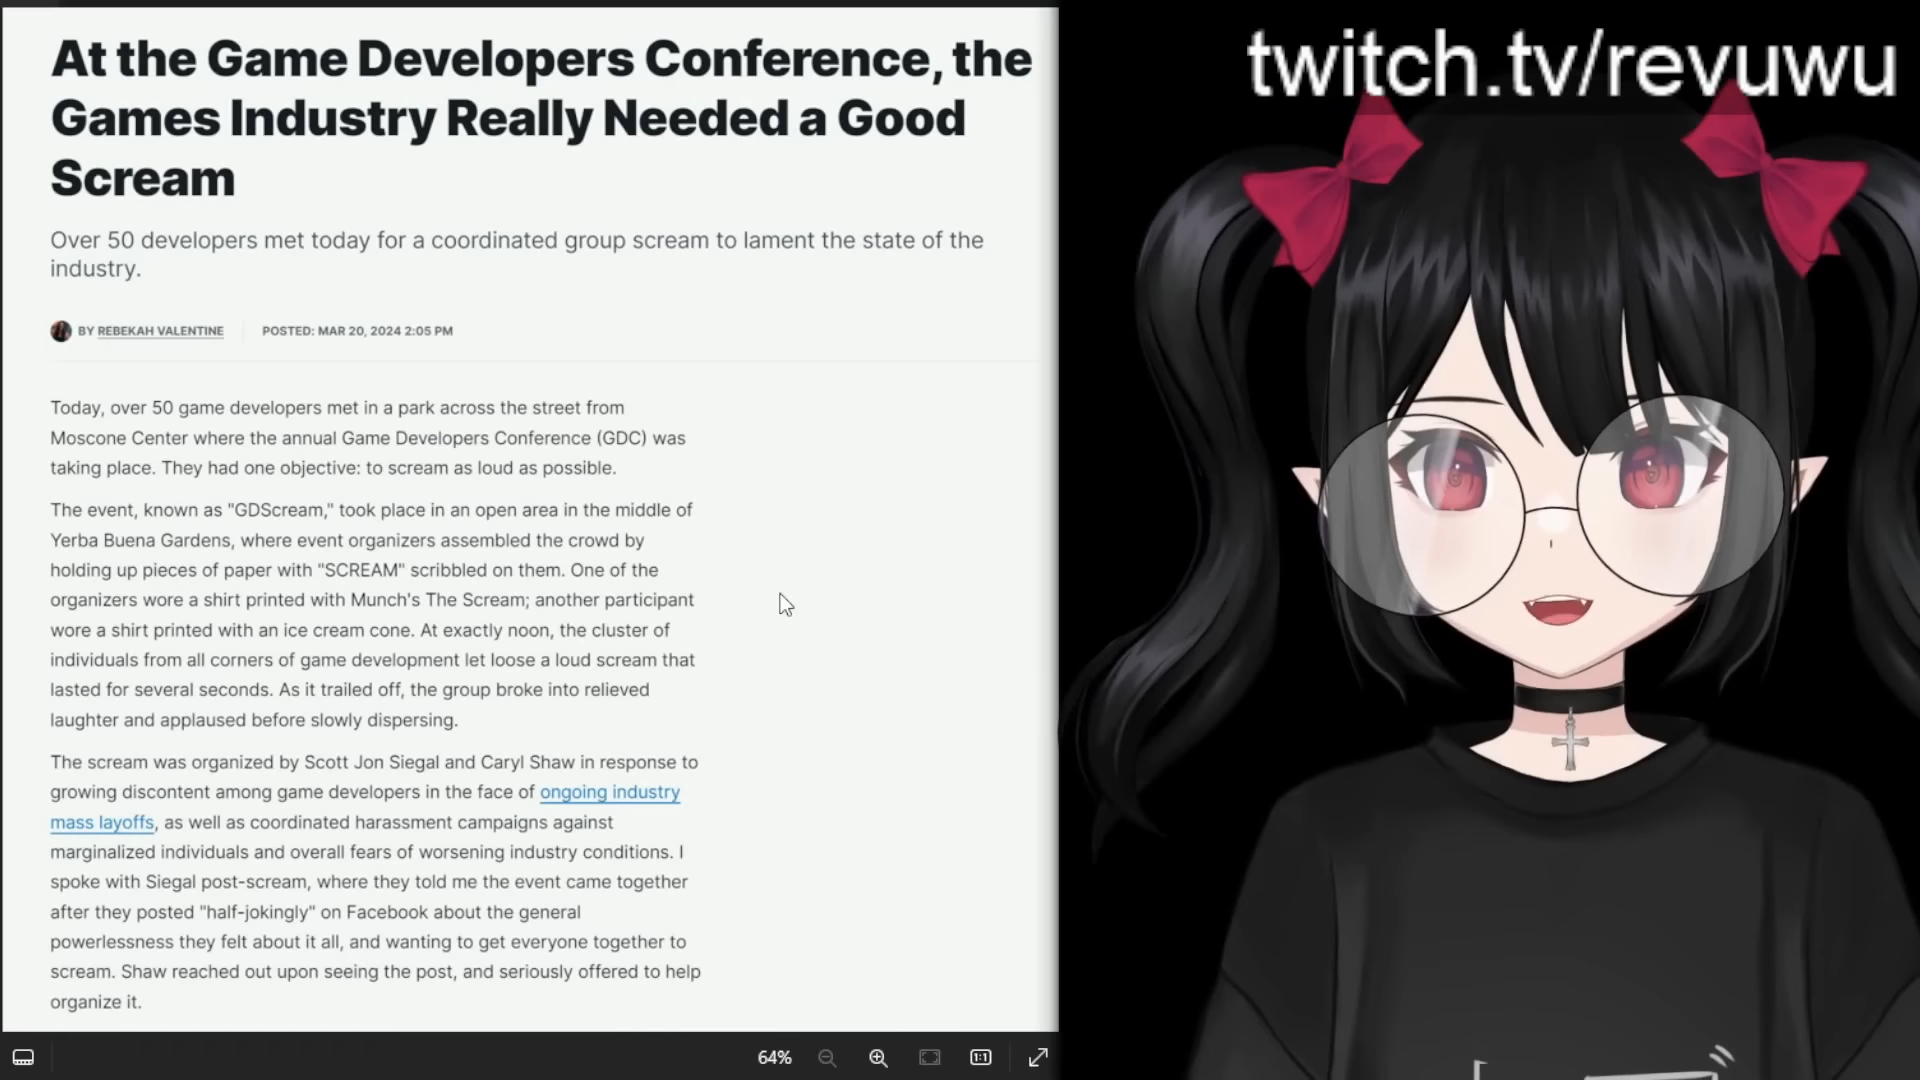 At the Game Developers Conference, the
Games Industry Really Needed a Good
Scream
Over 50 developers met today for a coordinated group scream to lament the state of the
industry.
BY REBEKAH VALENTINE
POSTED: MAR 20, 2024 2:05 PM
Today, over 50 game developers met in a park across the street from
Moscone Center where the annual Game Developers Conference (GDC) was
taking place. They had one objective: to scream as loud as possible.
The event, known as "GDScream," took place in an open area in the middle of
Yerba Buena Gardens, where event organizers assembled the crowd by
holding up pieces of paper with "SCREAM" scribbled on them. One of the
organizers wore a shirt printed with Munch's The Scream; another participant
wore a shirt printed with an ice cream cone. At exactly noon, the cluster of
individuals from all corners of game development let loose a loud scream that
lasted for several seconds. As it trailed off, the group broke into relieved
laughter and applaused before slowly dispersing.
The scream was organized by Scott Jon Siegal and Caryl Shaw in response to
growing discontent among game developers in the face of ongoing industry
mass layoffs, as well as coordinated harassment campaigns against
marginalized individuals and overall fears of worsening industry conditions. I
spoke with Siegal post-scream, where they told me the event came together
after they posted "half-jokingly" on Facebook about the general
powerlessness they felt about it all, and wanting to get everyone together to
scream. Shaw reached out upon seeing the post, and seriously offered to help
organize it.
64%
1:1
twitch.tv/revuwu